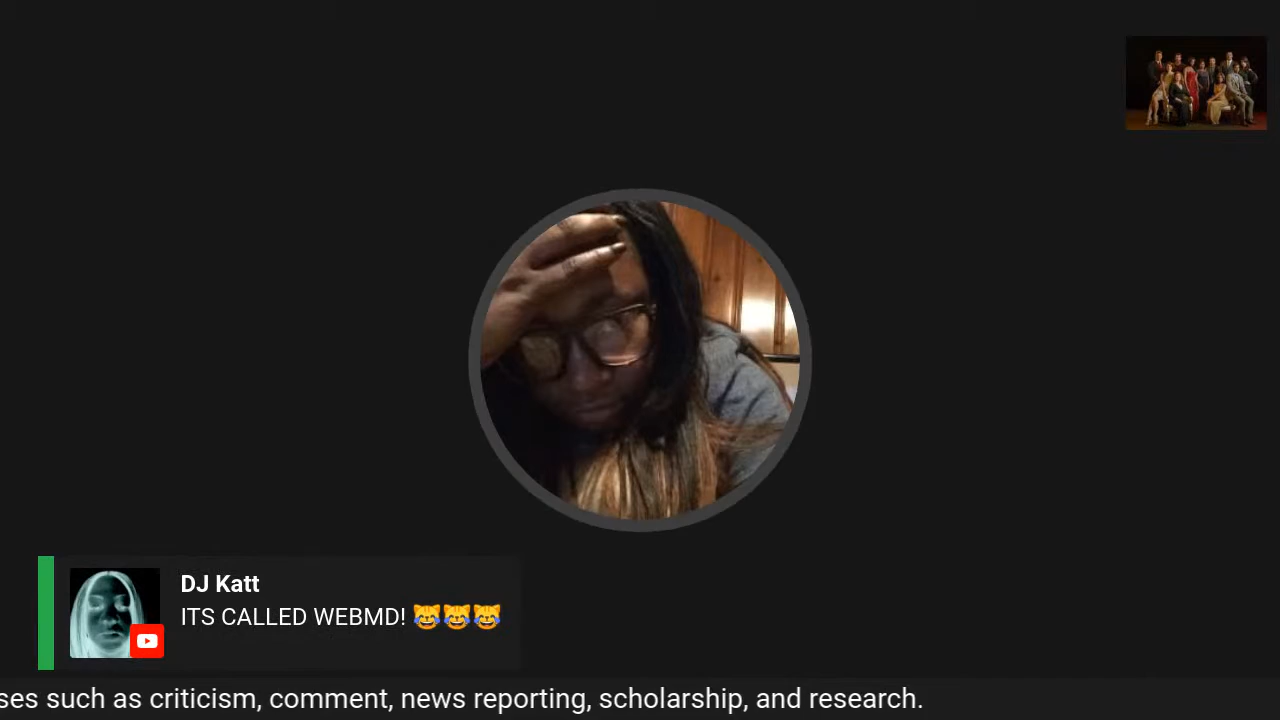 DJ Katt
ITS CALLED WEBMD! 😹😹😹
ses such as criticism, comment, news reporting, scholarship, and research.